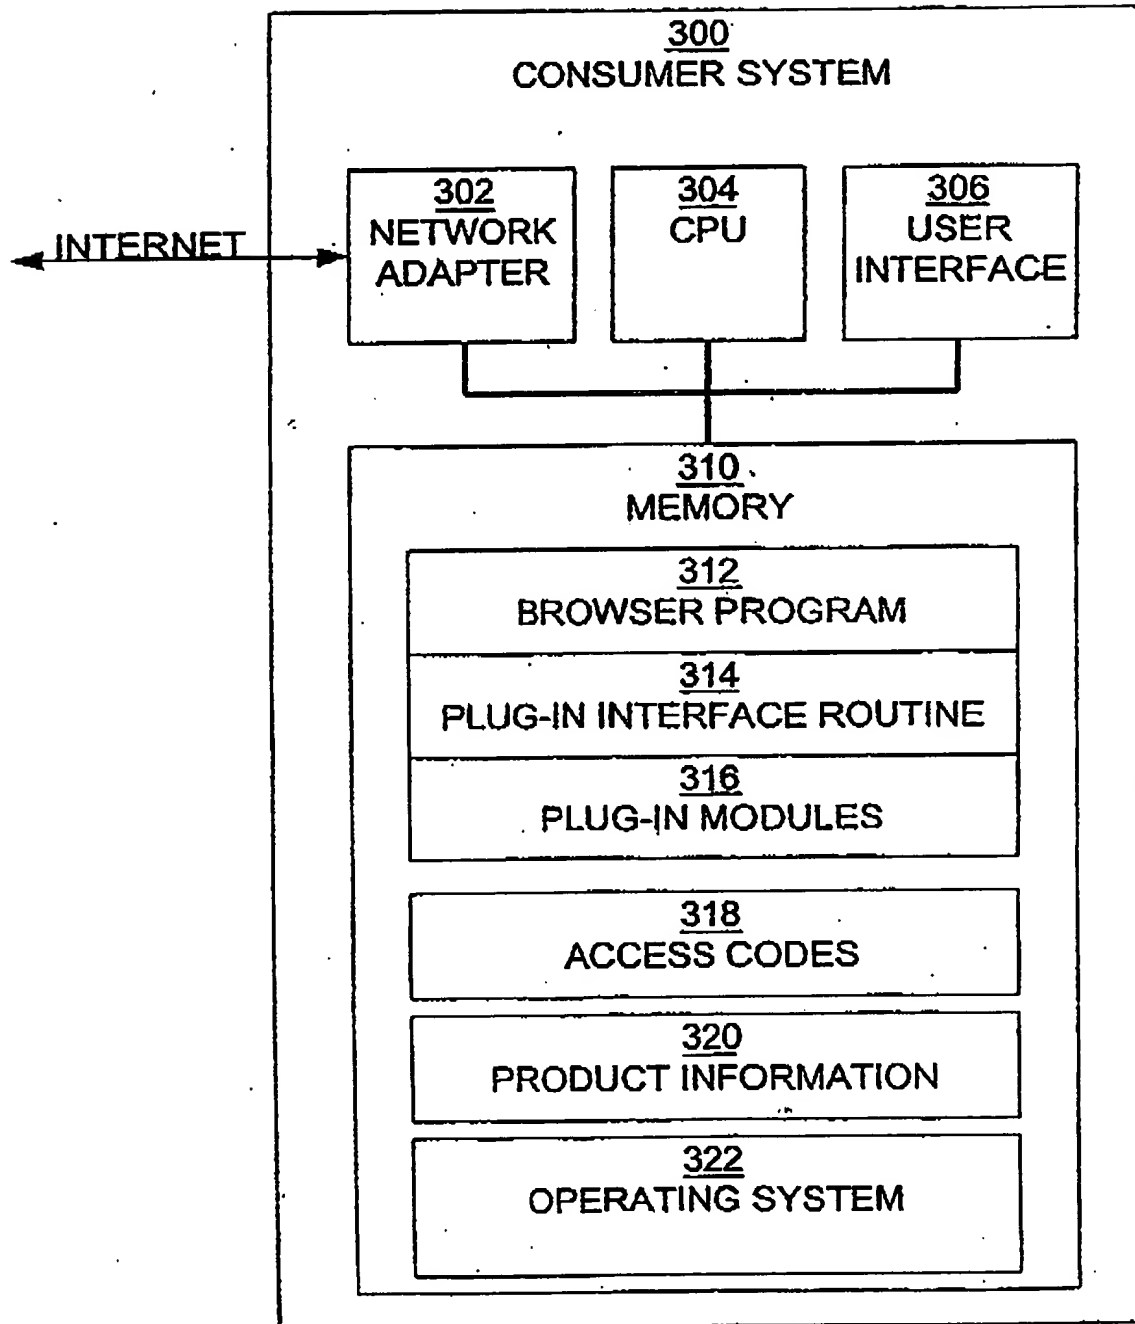 300
CONSUMER SYSTEM
302
NETWORK
ADAPTER
304
CPU
306
USER
INTERFACE
INTERNET
310
MEMORY
312
BROWSER PROGRAM
314
PLUG-IN INTERFACE ROUTINE
316
PLUG-IN MODULES
318
ACCESS CODES
320
PRODUCT INFORMATION
322
OPERATING SYSTEM